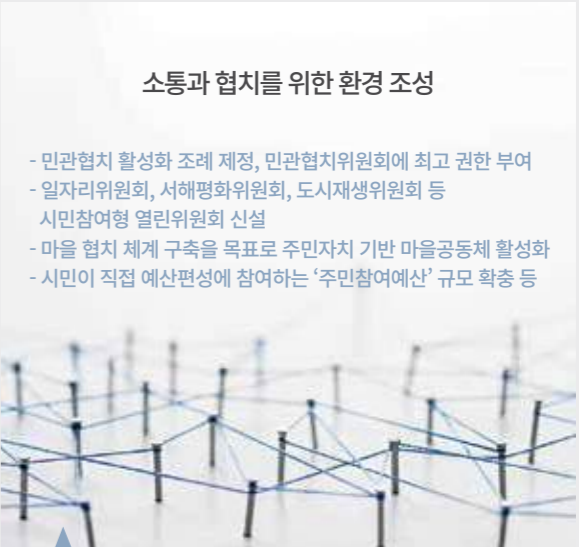 소통과 협치를 위한 환경 조성
- 민관협치 활성화 조례 제정, 민관협치위원회에 최고 권한 부여
- 일자리위원회, 서해평화위원회, 도시재생위원회 등
시민참여형 열린위원회 신설
- 마을 협치 체계 구축을 목표로 주민자치 기반 마을공동체 활성화
- 시민이 직접 예산편성에 참여하는 ‘주민참여예산’ 규모 확충 등